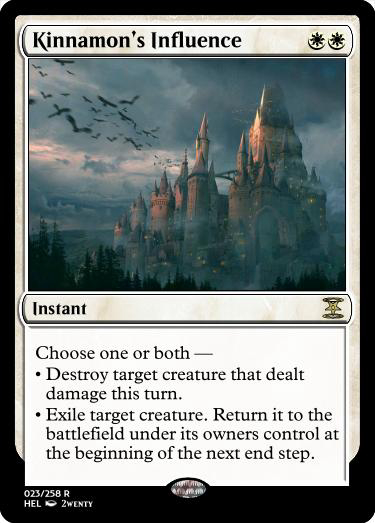 Kinnamon's Influence
Instant
Choose one or both —
• Destroy target creature that dealt
damage this turn.
• Exile target creature. Return it to the
battlefield under its owners control at
the beginning of the next end step.
023/258 R
HEL 2WENTY